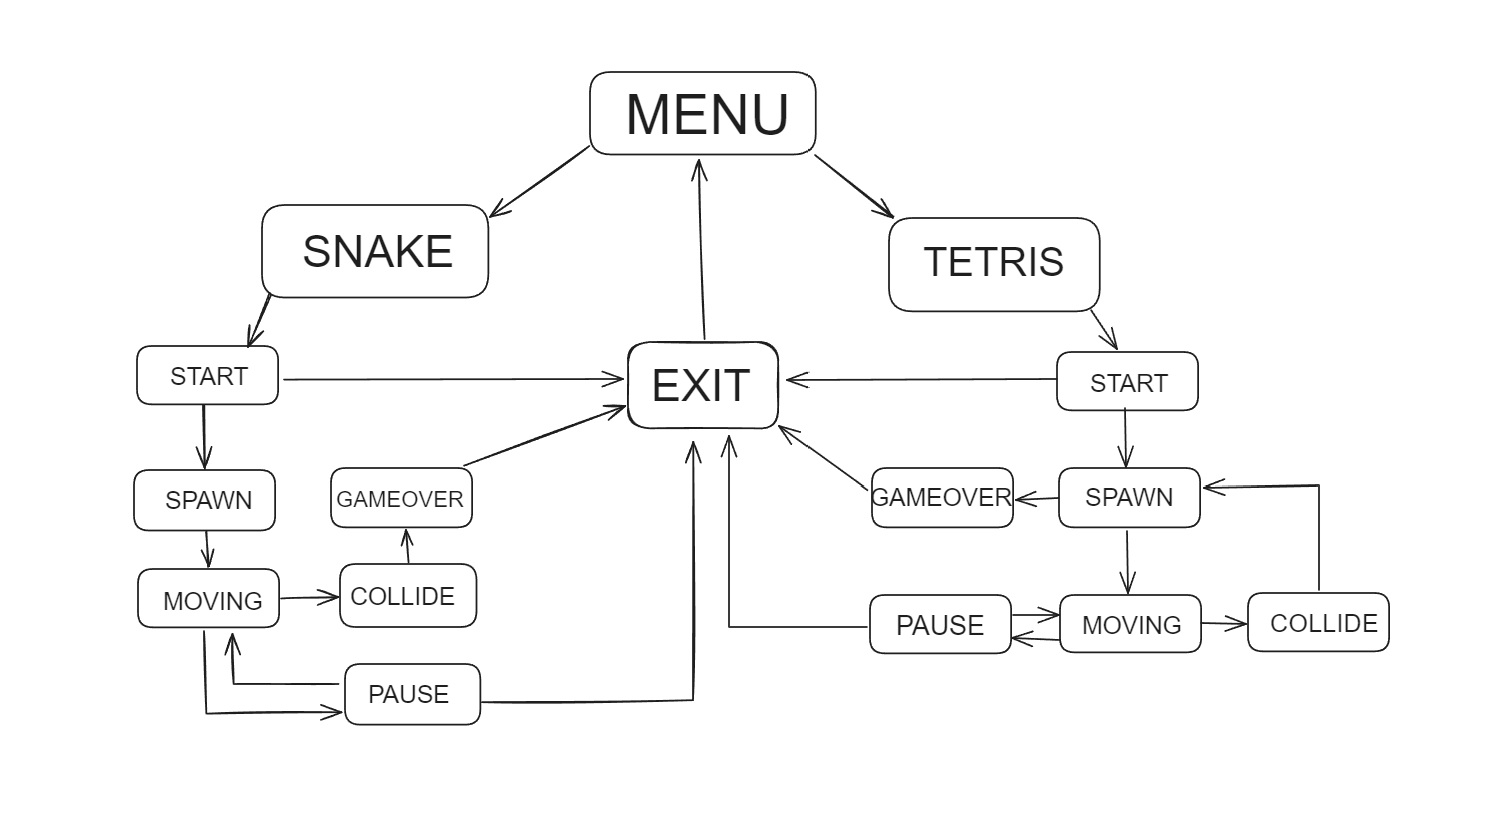 MENU
SNAKE
TETRIS
START
EXIT
START
SPAWN
GAMEOVER
GAMEOVER
SPAWN
MOVING
COLLIDE
PAUSE
MOVING
COLLIDE
PAUSE